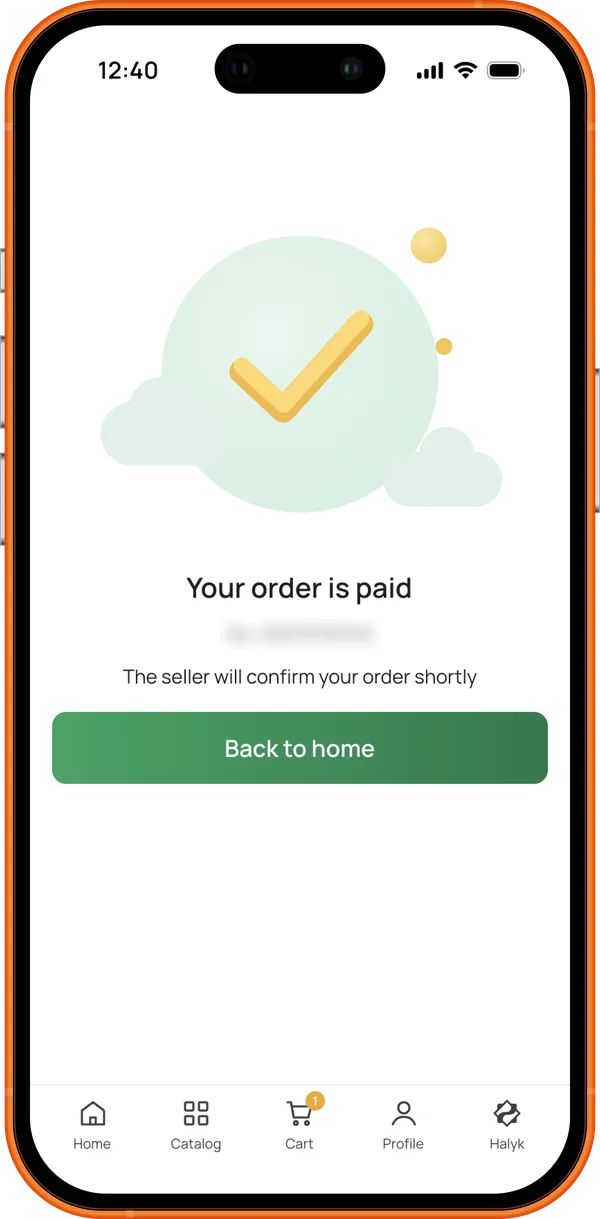 12:40
Your order is paid
The seller will confirm your order shortly
Back to home
1
Home
Catalog
Cart
Profile
Halyk